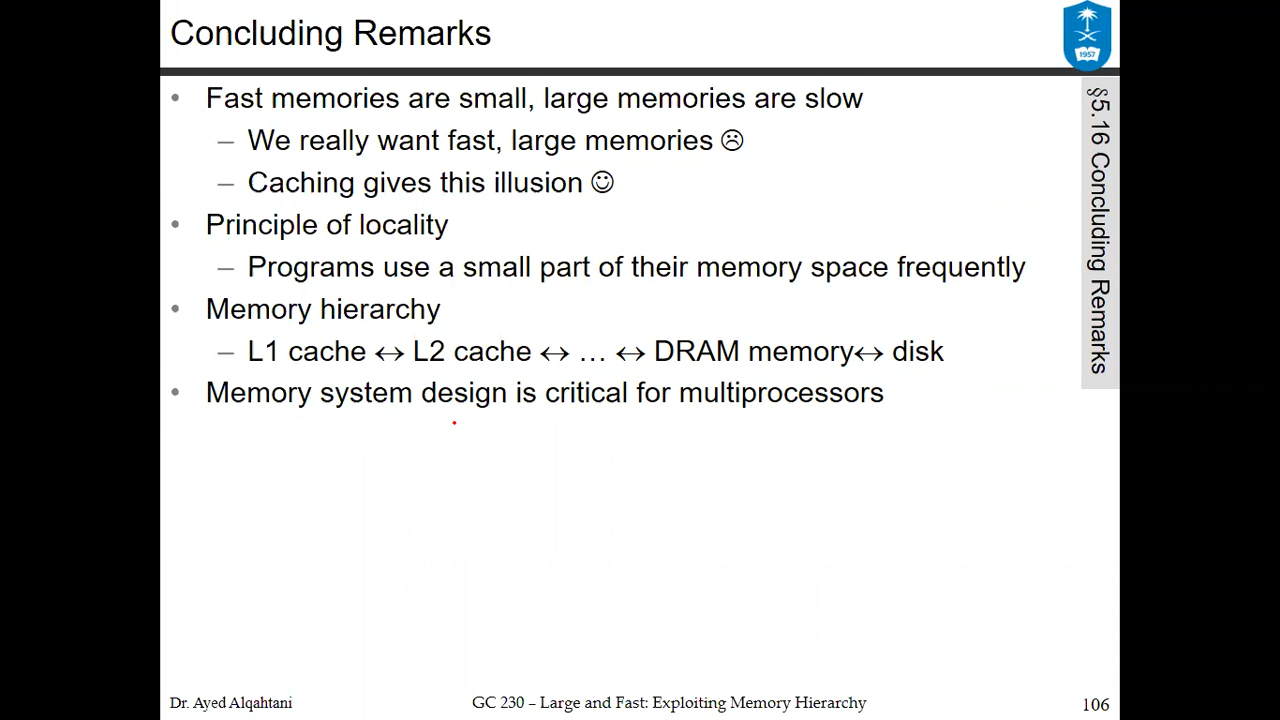 Concluding Remarks
1957
• Fast memories are small, large memories are slow
– We really want fast, large memories ☹
– Caching gives this illusion ☺
• Principle of locality
– Programs use a small part of their memory space frequently
• Memory hierarchy
– L1 cache ↔ L2 cache ↔ … ↔ DRAM memory↔ disk
• Memory system design is critical for multiprocessors
§5.16 Concluding Remarks
Dr. Ayed Alqahtani
GC 230 – Large and Fast: Exploiting Memory Hierarchy
106